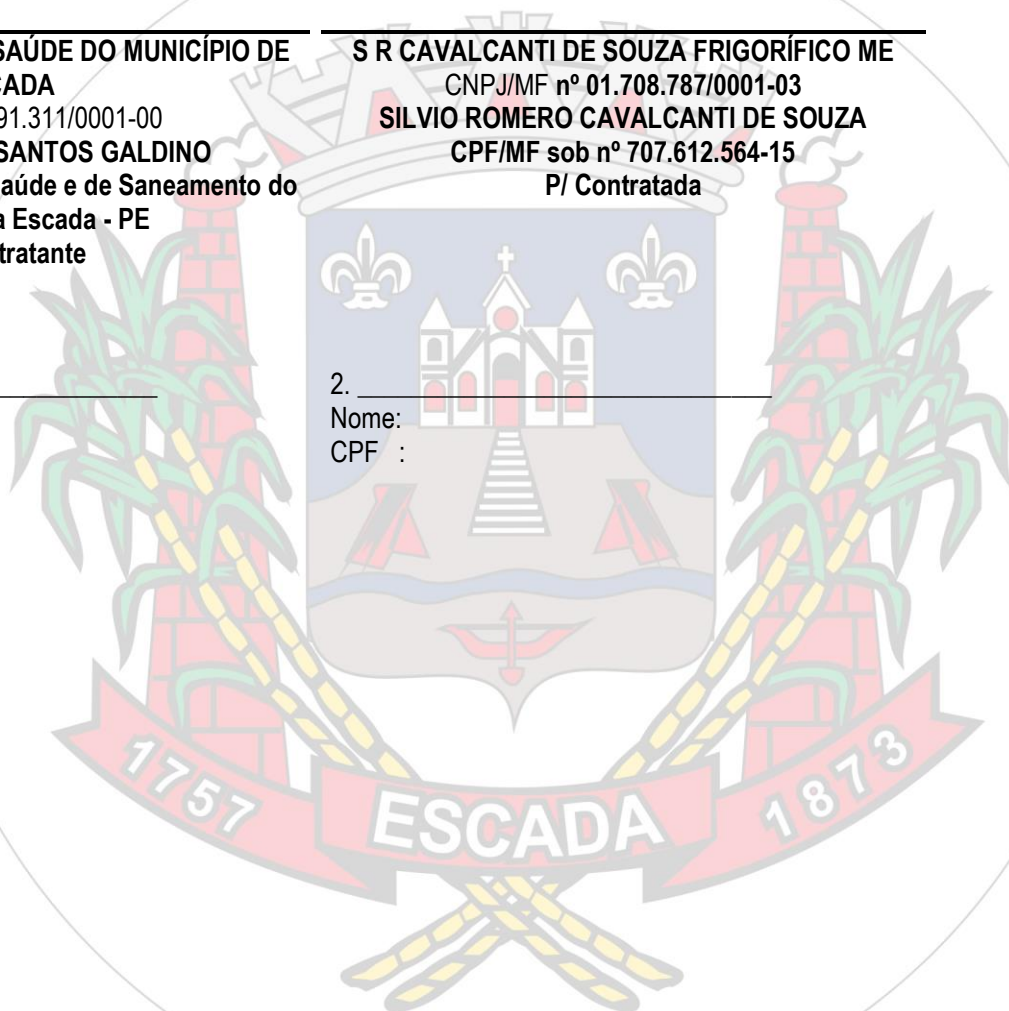 SAÚDE DO MUNICÍPIO DE
CADA
91.311/0001-00
SANTOS GALDINO
aúde e de Saneamento do
a Escada - PE
tratante
S R CAVALCANTI DE SOUZA FRIGORÍFICO ME
CNPJ/MF nº 01.708.787/0001-03
SILVIO ROMERO CAVALCANTI DE SOUZA
CPF/MF sob nº 707.612.564-15
P/ Contratada
2. ________________________________
Nome:
CPF :
1757
ESCADA
1873